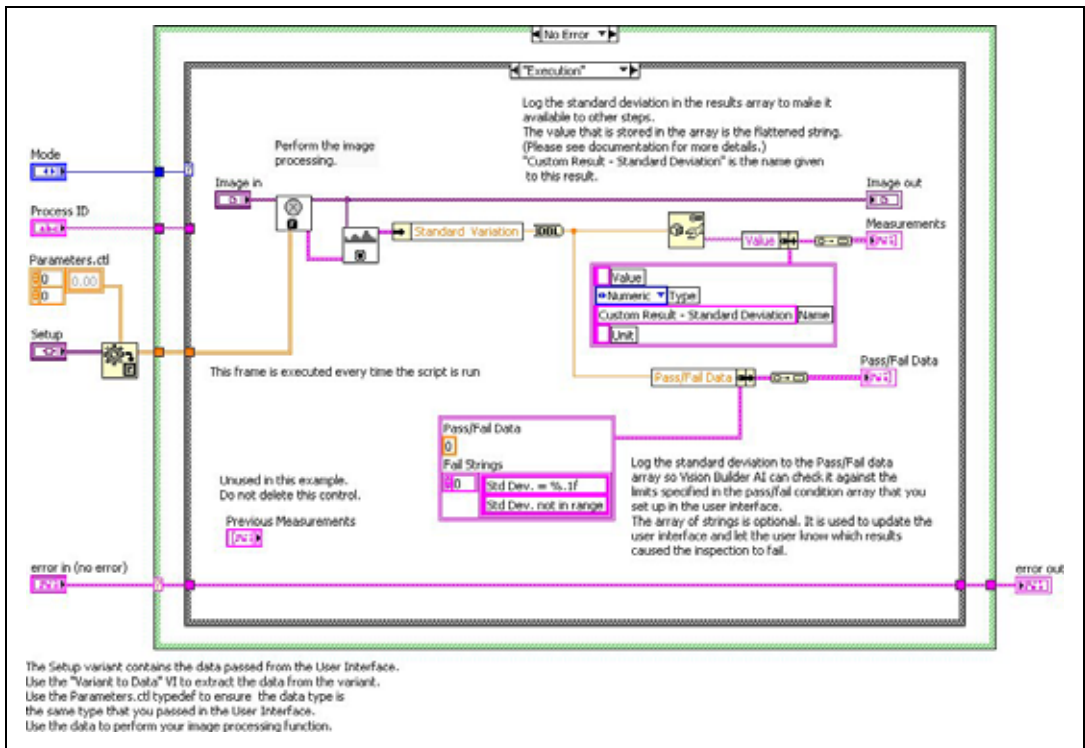 No Error
"Execution"
Log the standard deviation in the results array to make it
available to other steps.
The value that is stored in the array is the flattened string.
(Please see documentation for more details.)
"Custom Result - Standard Deviation" is the name given
to this result.
Perform the image
processing.
Mode
Image in
Image out
Process ID
abc
Measurements
Standard Variation
DBL
Value
Parameters.ctl
0
0.00
0
Value
Numeric Type
Custom Result - Standard Deviation Name
Unit
Setup
This frame is executed every time the script is run
Pass/Fail Data
Pass/Fail Data
Pass/Fail Data
0
Fail Strings
0
Std Dev. = %.1f
Std Dev. not in range
Log the standard deviation to the Pass/Fail data
array so Vision Builder AI can check it against the
limits specified in the pass/fail condition array that you
set up in the user interface.
The array of strings is optional. It is used to update the
user interface and let the user know which results
caused the inspection to fail.
Unused in this example.
Do not delete this control.
Previous Measurements
error in (no error)
error out
The Setup variant contains the data passed from the User Interface.
Use the "Variant to Data" VI to extract the data from the variant.
Use the Parameters.ctl typedef to ensure the data type is
the same type that you passed in the User Interface.
Use the data to perform your image processing function.